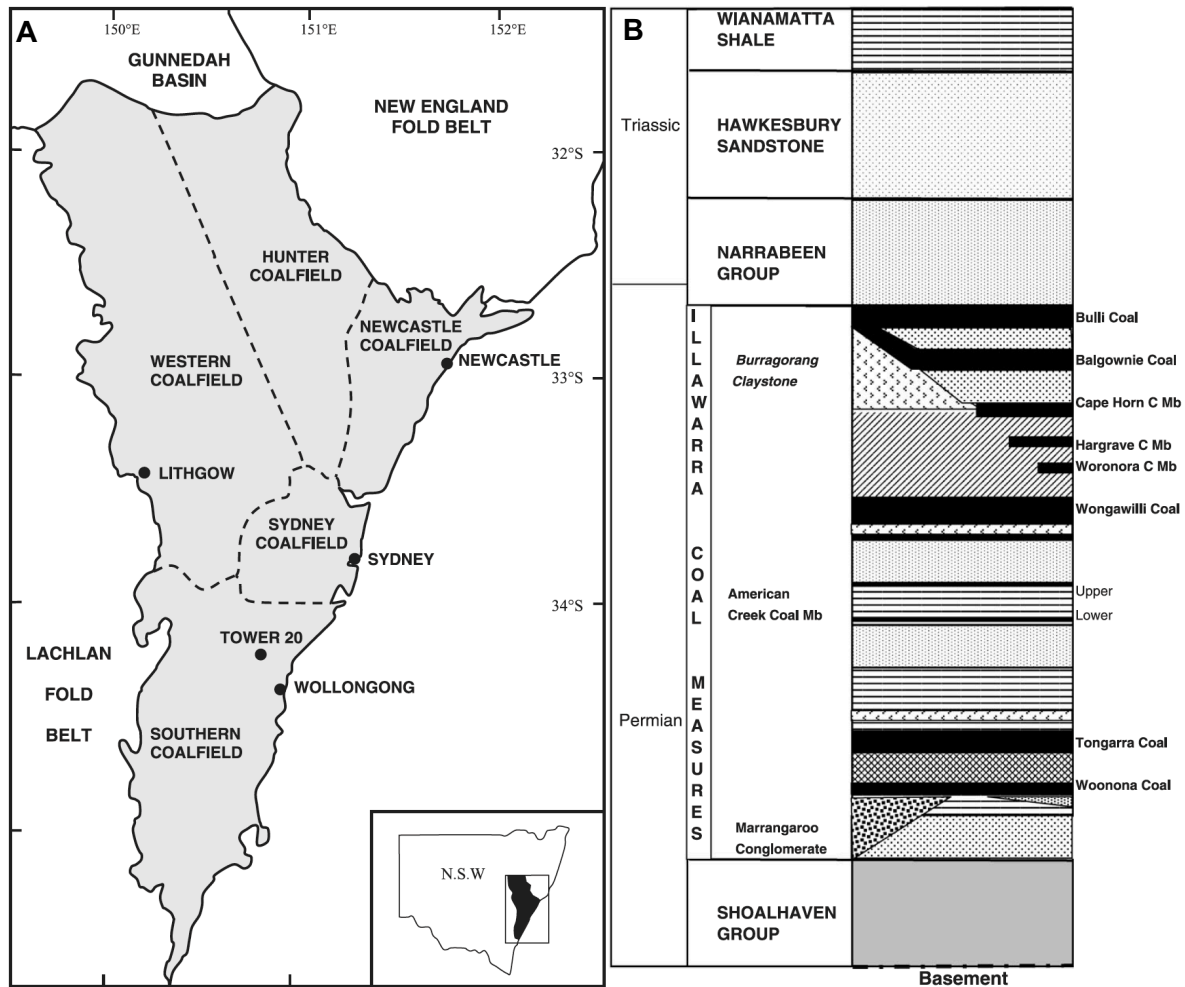 A
150°E
151°E
152°E
GUNNEDAH
BASIN
NEW ENGLAND
FOLD BELT
32°S
HUNTER
COALFIELD
NEWCASTLE
COALFIELD
NEWCASTLE
WESTERN
COALFIELD
33°S
LITHGOW
SYDNEY
COALFIELD
SYDNEY
34°S
TOWER 20
LACHLAN
FOLD
BELT
WOLLONGONG
SOUTHERN
COALFIELD
N.S.W
B
WIANAMATTA
SHALE
Triassic
HAWKESBURY
SANDSTONE
NARRABEEN
GROUP
Permian
ILLAWARRA COAL MEASURES
Bulli Coal
Burragorang
Claystone
Balgownie Coal
Cape Horn C Mb
Hargrave C Mb
Woronora C Mb
Wongawilli Coal
American
Creek Coal Mb
Upper
Lower
Tongarra Coal
Woonona Coal
Marrangaroo
Conglomerate
SHOALHAVEN
GROUP
Basement